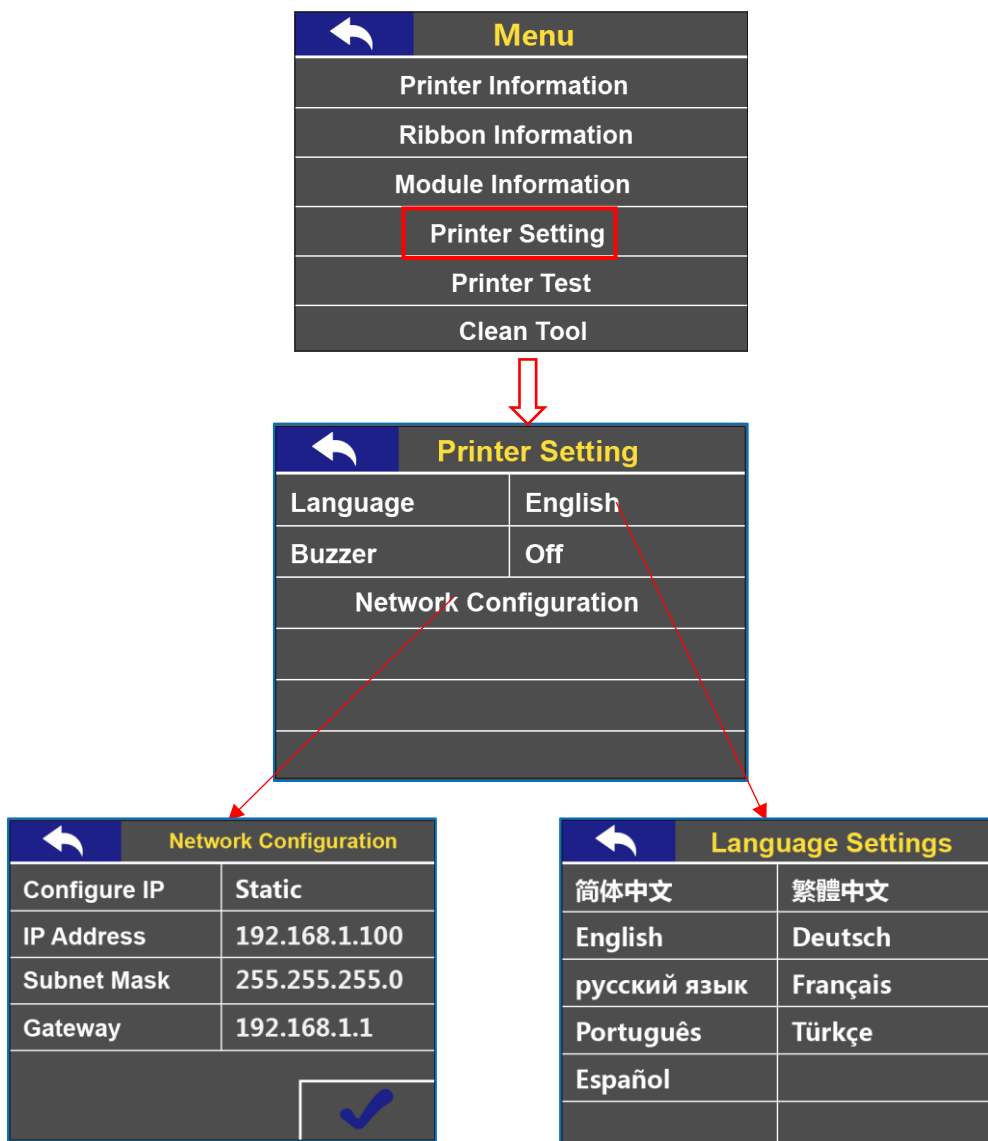 Menu
Printer Information
Ribbon Information
Module Information
Printer Setting
Printer Test
Clean Tool
Printer Setting
Language English
Buzzer Off
Network Configuration
Network Configuration
Configure IP Static
IP Address 192.168.1.100
Subnet Mask 255.255.255.0
Gateway 192.168.1.1
Language Settings
简体中文 繁體中文
English Deutsch
русский язык Français
Português Türkçe
Español